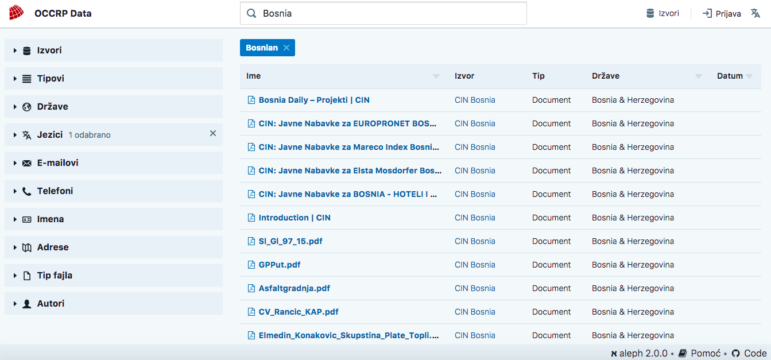 OCCRP Data
Bosnia
Izvori
Prijava
Izvori
Tipovi
Države
Jezici 1 odabrano
E-mailovi
Telefoni
Imena
Adrese
Tip fajla
Autori
Bosnian
Ime Izvor Tip Države Datum
Bosnia Daily – Projekti | CIN CIN Bosnia Document Bosnia & Herzegovina
CIN: Javne Nabavke za EUROPRONET BOS... CIN Bosnia Document Bosnia & Herzegovina
CIN: Javne Nabavke za Mareco Index Bosni... CIN Bosnia Document Bosnia & Herzegovina
CIN: Javne Nabavke za Elsta Mosdorfer Bos... CIN Bosnia Document Bosnia & Herzegovina
CIN: Javne Nabavke za BOSNIA - HOTELI I ... CIN Bosnia Document Bosnia & Herzegovina
Introduction | CIN CIN Bosnia Document Bosnia & Herzegovina
Sl_Gl_97_15.pdf CIN Bosnia Document Bosnia & Herzegovina
GPPut.pdf CIN Bosnia Document Bosnia & Herzegovina
Asfaltgradnja.pdf CIN Bosnia Document Bosnia & Herzegovina
CV_Rancic_KAP.pdf CIN Bosnia Document Bosnia & Herzegovina
Elmedin_Konakovic_Skupstina_Plate_Topli... CIN Bosnia Document Bosnia & Herzegovina
ℵ aleph 2.0.0 • Pomoć • Code